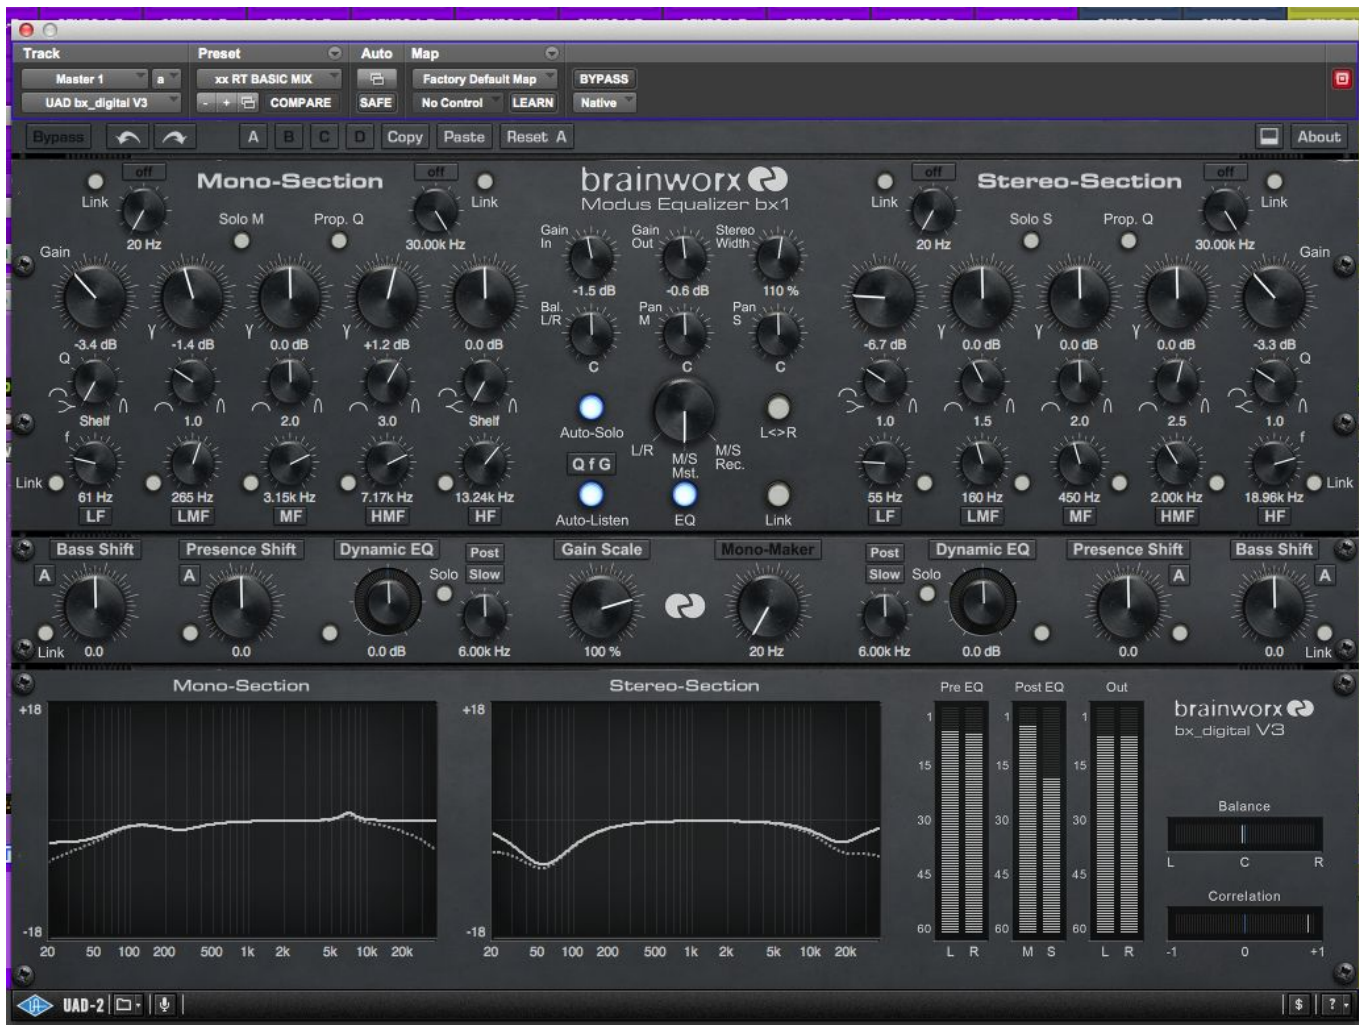 Track Preset Auto Map
Master 1 a xx RT BASIC MIX Factory Default Map BYPASS
UAD bx_digital V3 - + COMPARE SAFE No Control LEARN Native
Bypass A B C D Copy Paste Reset A About
off off off off
Mono-Section brainworx Stereo-Section
Modus Equalizer bx1
Link Link Link Link
Solo M Prop. Q Solo S Prop. Q
20 Hz 30.00k Hz 20 Hz 30.00k Hz
Gain In Gain Out Stereo Width
Gain Gain
-1.5 dB -0.6 dB 110 %
Bal. L/R Pan M Pan S
-3.4 dB -1.4 dB 0.0 dB +1.2 dB 0.0 dB -6.7 dB 0.0 dB 0.0 dB 0.0 dB -3.3 dB
Q C C C Q
Shelf 1.0 2.0 3.0 Shelf 1.0 1.5 2.0 2.5 1.0
Auto-Solo L<>R
L/R M/S Mst. M/S Rec.
f Q f G f
Link Link
61 Hz 265 Hz 3.15k Hz 7.17k Hz 13.24k Hz 55 Hz 160 Hz 450 Hz 2.00k Hz 18.96k Hz
LF LMF MF HMF HF Auto-Listen EQ Link LF LMF MF HMF HF
Bass Shift Presence Shift Dynamic EQ Post Gain Scale Mono-Maker Post Dynamic EQ Presence Shift Bass Shift
A A Solo Slow Slow Solo A A
Link 0.0 0.0 0.0 dB 6.00k Hz 100 % 20 Hz 6.00k Hz 0.0 dB 0.0 0.0 Link
Mono-Section Stereo-Section Pre EQ Post EQ Out
+18 +18 1 1 1
brainworx
bx_digital V3
15 15 15
Balance
30 30 30
L C R
45 45 45
Correlation
-18 -18 60 60 60
20 50 100 200 500 1k 2k 5k 10k 20k 20 50 100 200 500 1k 2k 5k 10k 20k L R M S L R -1 0 +1
UAD-2 $ ?